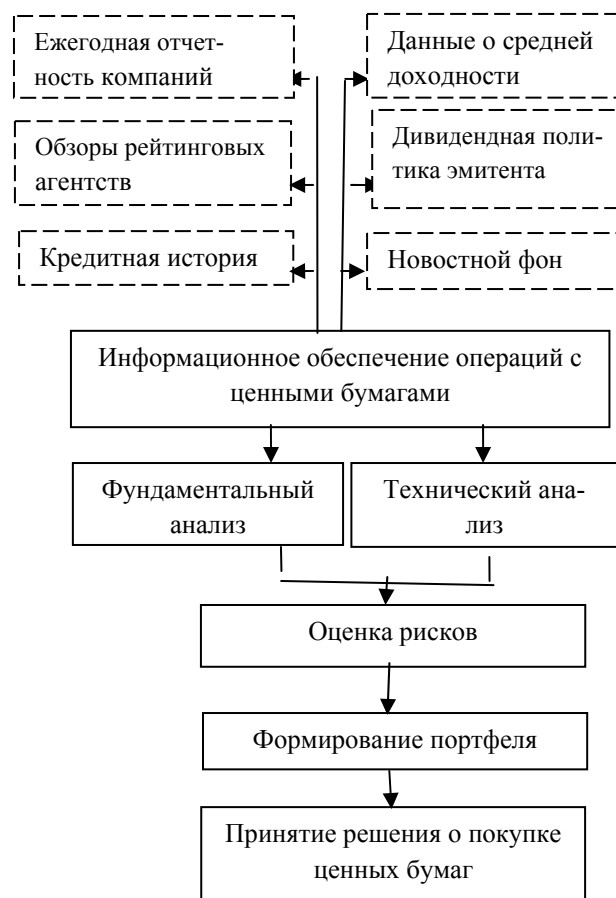 Ежегодная отчет-
ность компаний
Данные о средней
доходности
Обзоры рейтинговых
агентств
Дивидендная поли-
тика эмитента
Кредитная история
Новостной фон
Информационное обеспечение операций с
ценными бумагами
Фундаментальный
анализ
Технический ана-
лиз
Оценка рисков
Формирование портфеля
Принятие решения о покупке
ценных бумаг